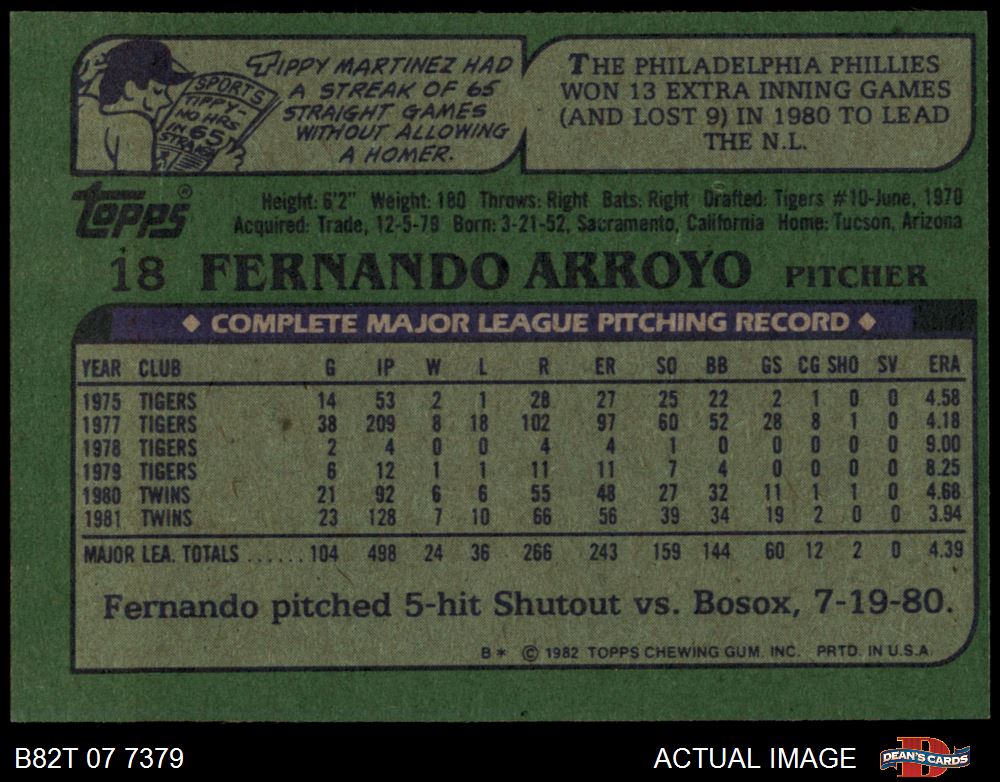 TIPPY MARTINEZ HAD
A STREAK OF 65
STRAIGHT GAMES
WITHOUT ALLOWING
A HOMER.
SPORTS
TIPPY-
NO HRS
IN 65
STRAIGHT
THE PHILADELPHIA PHILLIES
WON 13 EXTRA INNING GAMES
(AND LOST 9) IN 1980 TO LEAD
THE N.L.
TOPPS ®
Height: 6'2" Weight: 180 Throws: Right Bats: Right Drafted: Tigers #10-June, 1970
Acquired: Trade, 12-5-79 Born: 3-21-52, Sacramento, California Home: Tucson, Arizona
18 FERNANDO ARROYO PITCHER
◆ COMPLETE MAJOR LEAGUE PITCHING RECORD ◆
YEAR CLUB G IP W L R ER SO BB GS CG SHO SV ERA
1975 TIGERS 14 53 2 1 28 27 25 22 2 1 0 0 4.58
1977 TIGERS 38 209 8 18 102 97 60 52 28 8 1 0 4.18
1978 TIGERS 2 4 0 0 4 4 1 0 0 0 0 0 9.00
1979 TIGERS 6 12 1 1 11 11 7 4 0 0 0 0 8.25
1980 TWINS 21 92 6 6 55 48 27 32 11 1 1 0 4.68
1981 TWINS 23 128 7 10 66 56 39 34 19 2 0 0 3.94
MAJOR LEA. TOTALS ...... 104 498 24 36 266 243 159 144 60 12 2 0 4.39
Fernando pitched 5-hit Shutout vs. Bosox, 7-19-80.
B* © 1982 TOPPS CHEWING GUM. INC. PRTD. IN U.S.A.
B82T 07 7379
ACTUAL IMAGE
DEAN'S CARDS